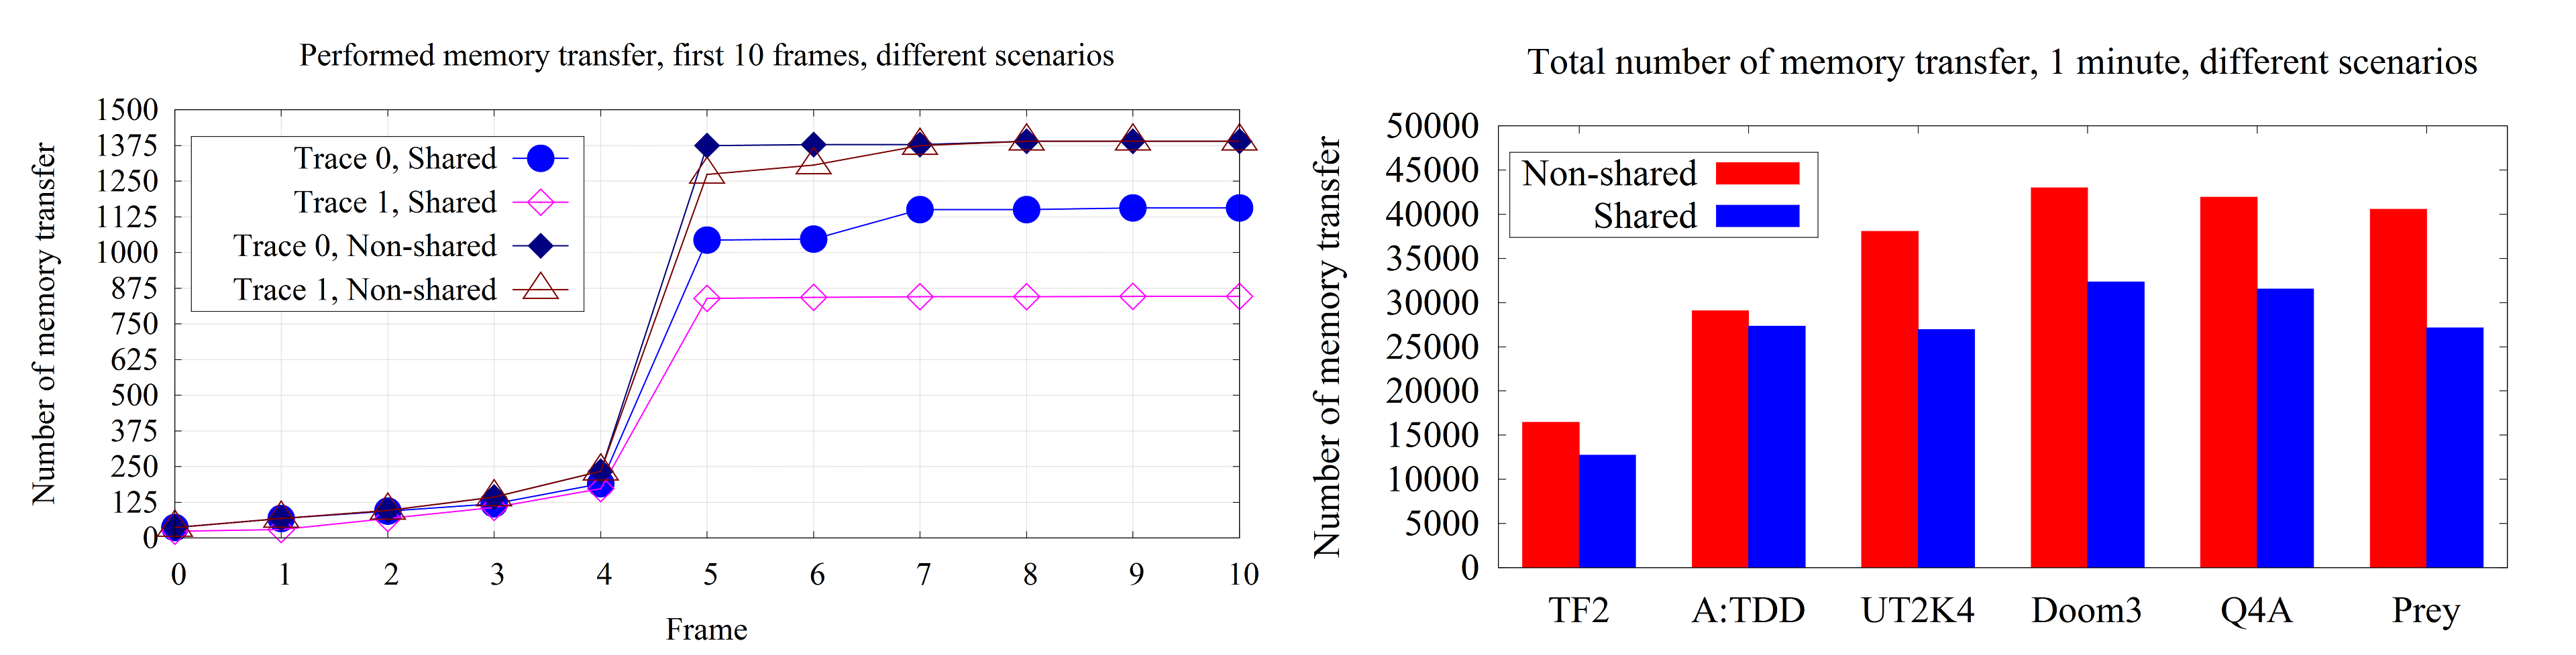 Performed memory transfer, first 10 frames, different scenarios
Number of memory transfer
1500
1375
1250
1125
1000
875
750
625
500
375
250
125
0
Trace 0, Shared
Trace 1, Shared
Trace 0, Non-shared
Trace 1, Non-shared
0 1 2 3 4 5 6 7 8 9 10
Frame
Total number of memory transfer, 1 minute, different scenarios
Number of memory transfer
50000
45000
40000
35000
30000
25000
20000
15000
10000
5000
0
Non-shared
Shared
TF2 A:TDD UT2K4 Doom3 Q4A Prey